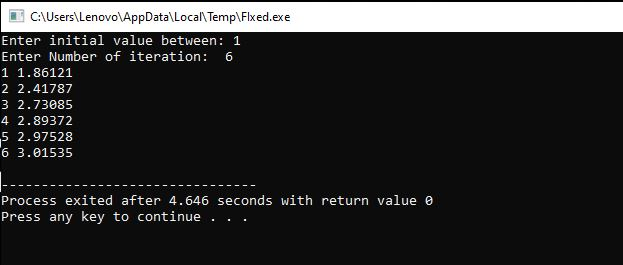 C:\Users\Lenovo\AppData\Local\Temp\FIxed.exe
Enter initial value between: 1
Enter Number of iteration:  6
1 1.86121
2 2.41787
3 2.73085
4 2.89372
5 2.97528
6 3.01535
--------------------------------
Process exited after 4.646 seconds with return value 0
Press any key to continue . . .